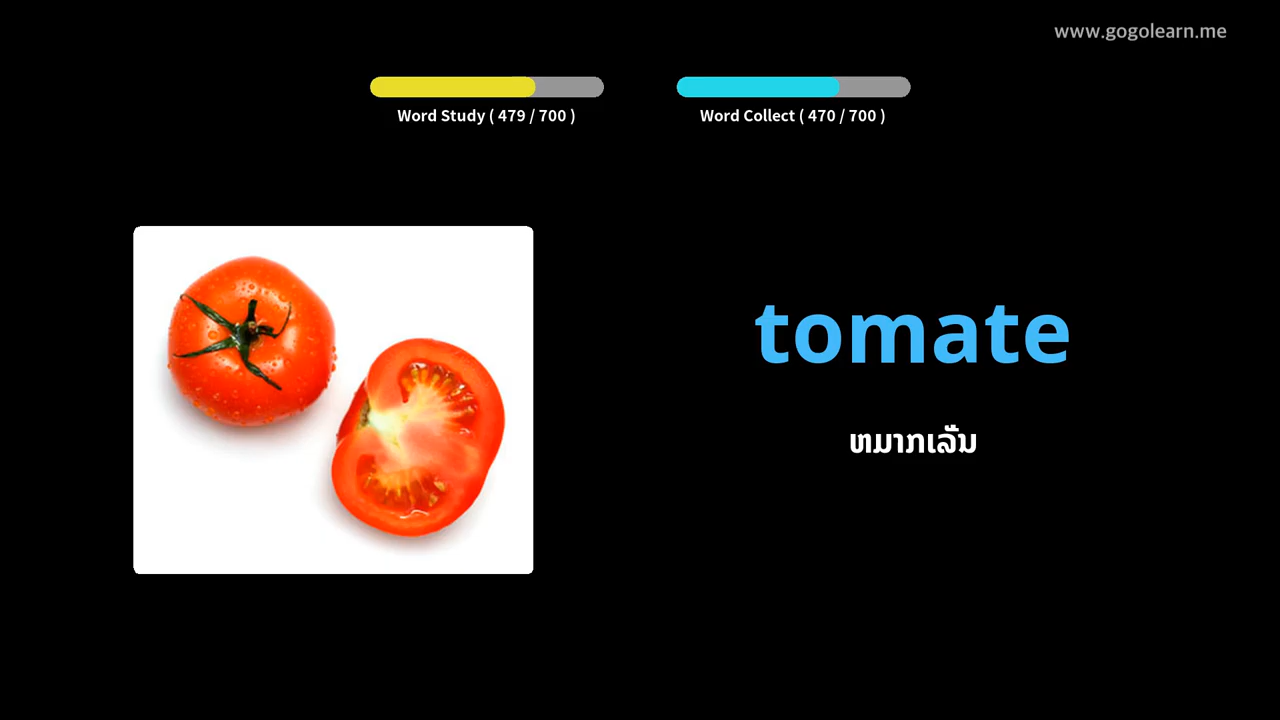 www.gogolearn.me
Word Study ( 479 / 700 )
Word Collect ( 470 / 700 )
tomate
ຫມາກເລັ່ນ